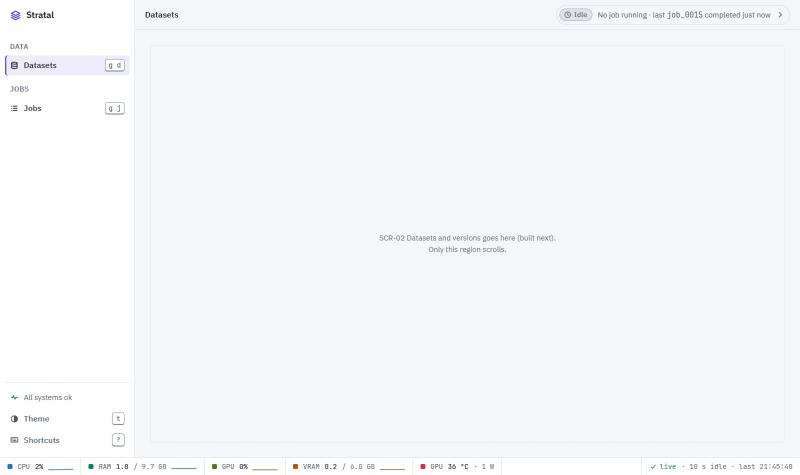 Stratal
Datasets
Idle
No job running · last job_0015 completed just now
DATA
Datasets
g d
JOBS
Jobs
g j
SCR-02 Datasets and versions goes here (built next).
Only this region scrolls.
All systems ok
Theme
t
Shortcuts
?
CPU 2%
RAM 1.8 / 9.7 GB
GPU 0%
VRAM 0.2 / 6.0 GB
GPU 36 °C · 1 W
live · 10 s idle · last 21:45:40